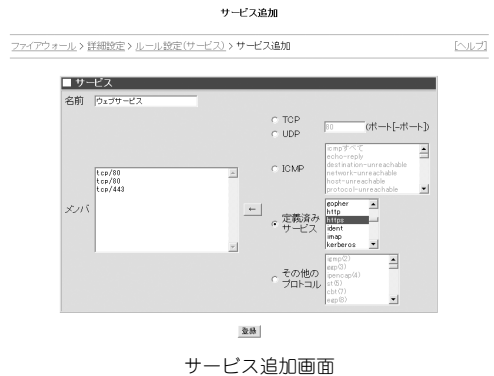 サービス追加
ファイアウォール > 詳細設定 > ルール設定(サービス) > サービス追加
[ヘルプ]
■ サービス
名前 ウェブサービス
TCP
UDP
80 (ポート[-ポート])
ICMP
icmpすべて
echo-reply
destination-unreachable
network-unreachable
host-unreachable
protocol-unreachable
メンバ
tcp/80
tcp/80
tcp/443
←
定義済み
サービス
gopher
http
https
ident
imap
kerberos
その他の
プロトコル
igmp(2)
ggp(3)
ipencap(4)
st(5)
cbt(7)
egp(8)
登録
サービス追加画面